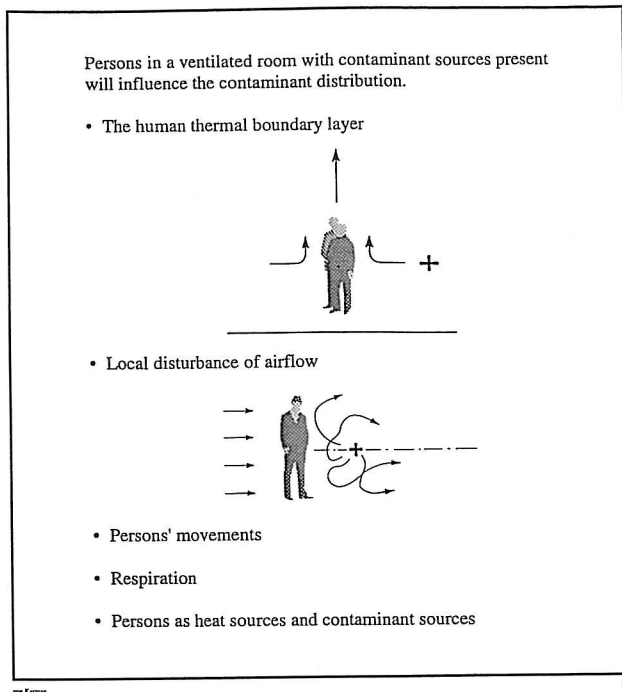 Persons in a ventilated room with contaminant sources present
will influence the contaminant distribution.
• The human thermal boundary layer
• Local disturbance of airflow
• Persons' movements
• Respiration
• Persons as heat sources and contaminant sources